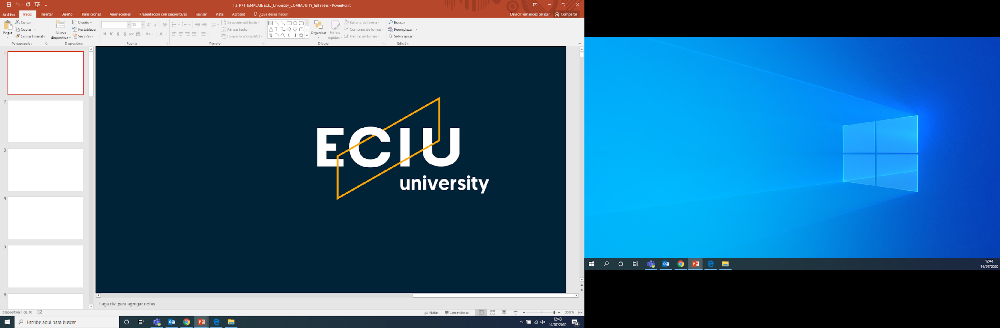 1.3. PPT TEMPLATE ECIU_University_COMMUNITY_full slides - PowerPoint
Archivo Inicio Insertar Diseño Transiciones Animaciones Presentación con diapositivas Revisar Vista Acrobat ¿Qué desea hacer? David Hernandez Salazar Compartir
Pegar
Cortar
Copiar
Copiar formato
Portapapeles
Nueva
diapositiva
Diseño
Restablecer
Sección
Diapositivas
30
N K S S abc AV Aa A
Fuente
Dirección del texto
Alinear texto
Convertir a SmartArt
Párrafo
Organizar
Estilos
rápidos
Relleno de forma
Contorno de forma
Efectos de forma
Dibujo
Buscar
Reemplazar
Seleccionar
Edición
1
2
3
4
5
6
ECIU
university
Haga clic para agregar notas
Diapositiva 1 de 30 Notas Comentarios 358%
Escribe aquí para buscar
12:48
14/07/2020
14
12:48
14/07/2020